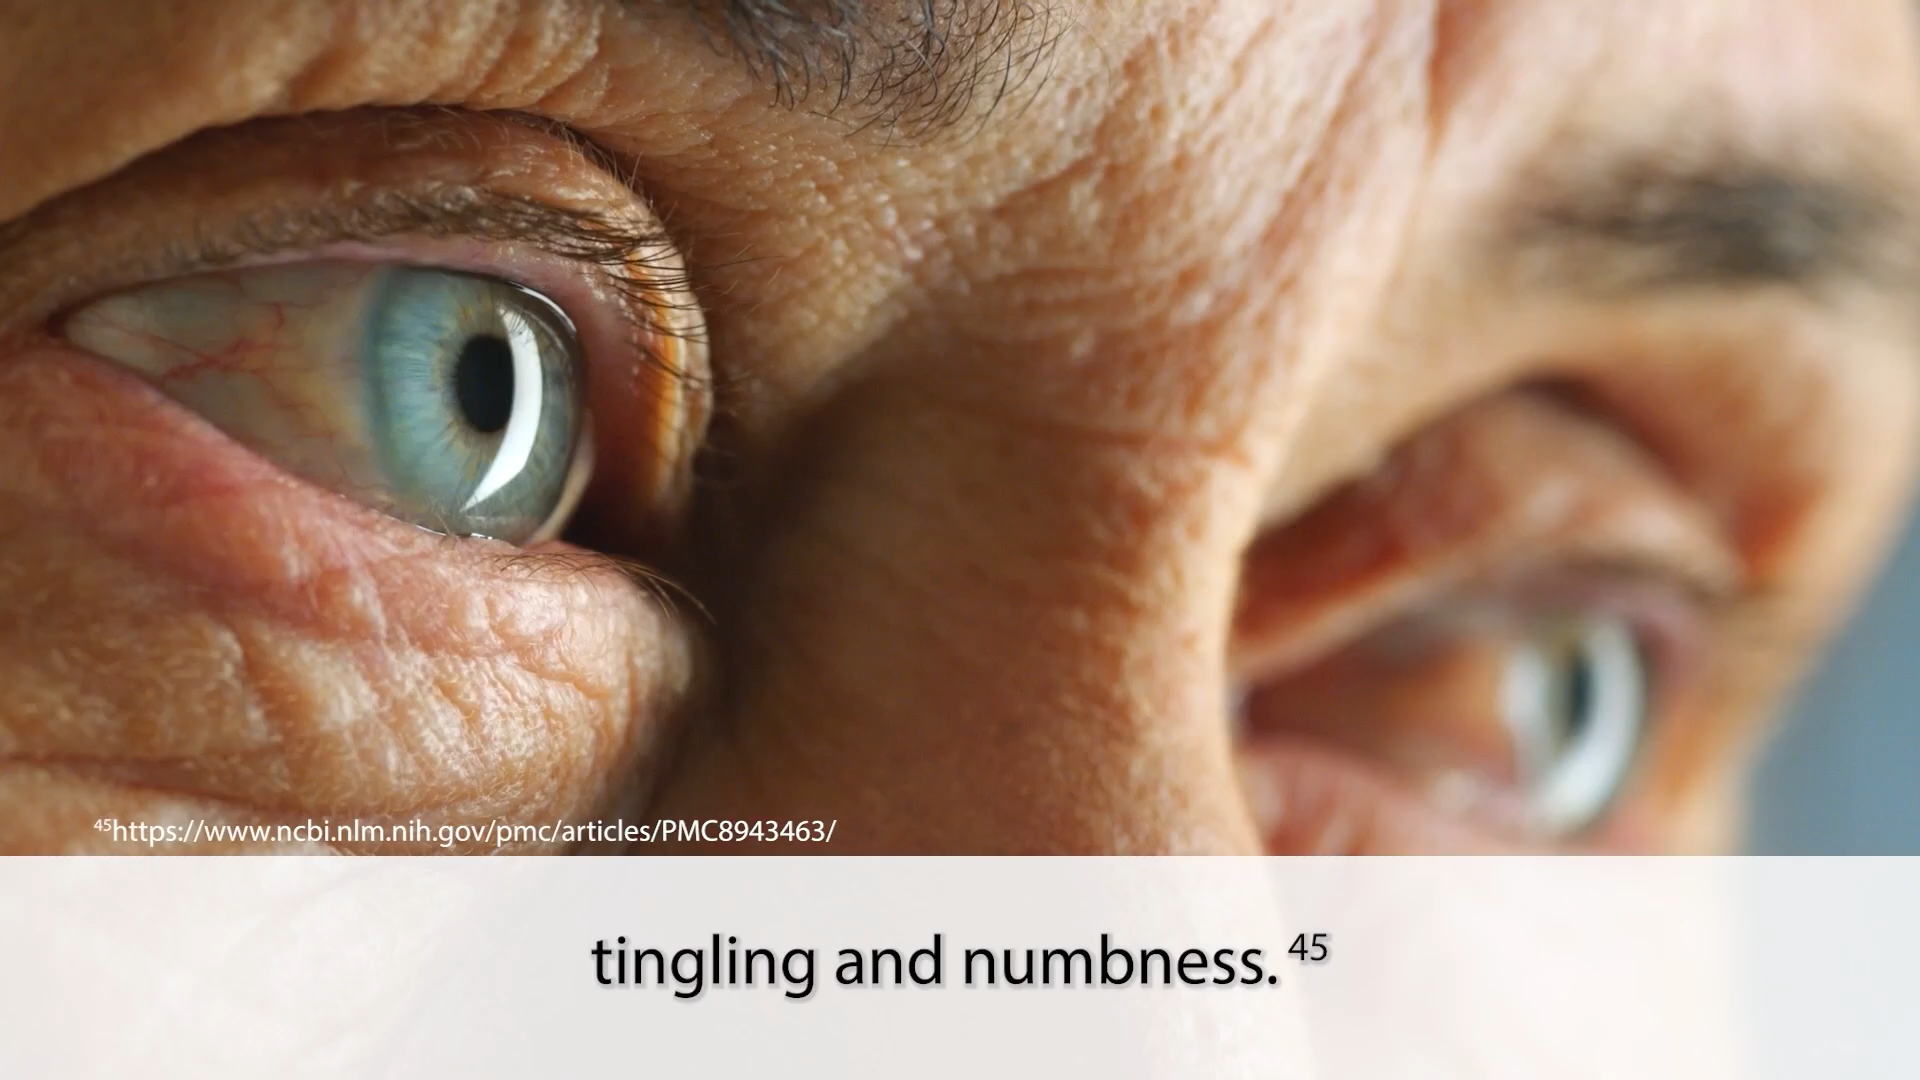 ⁴⁵https://www.ncbi.nlm.nih.gov/pmc/articles/PMC8943463/
tingling and numbness.⁴⁵